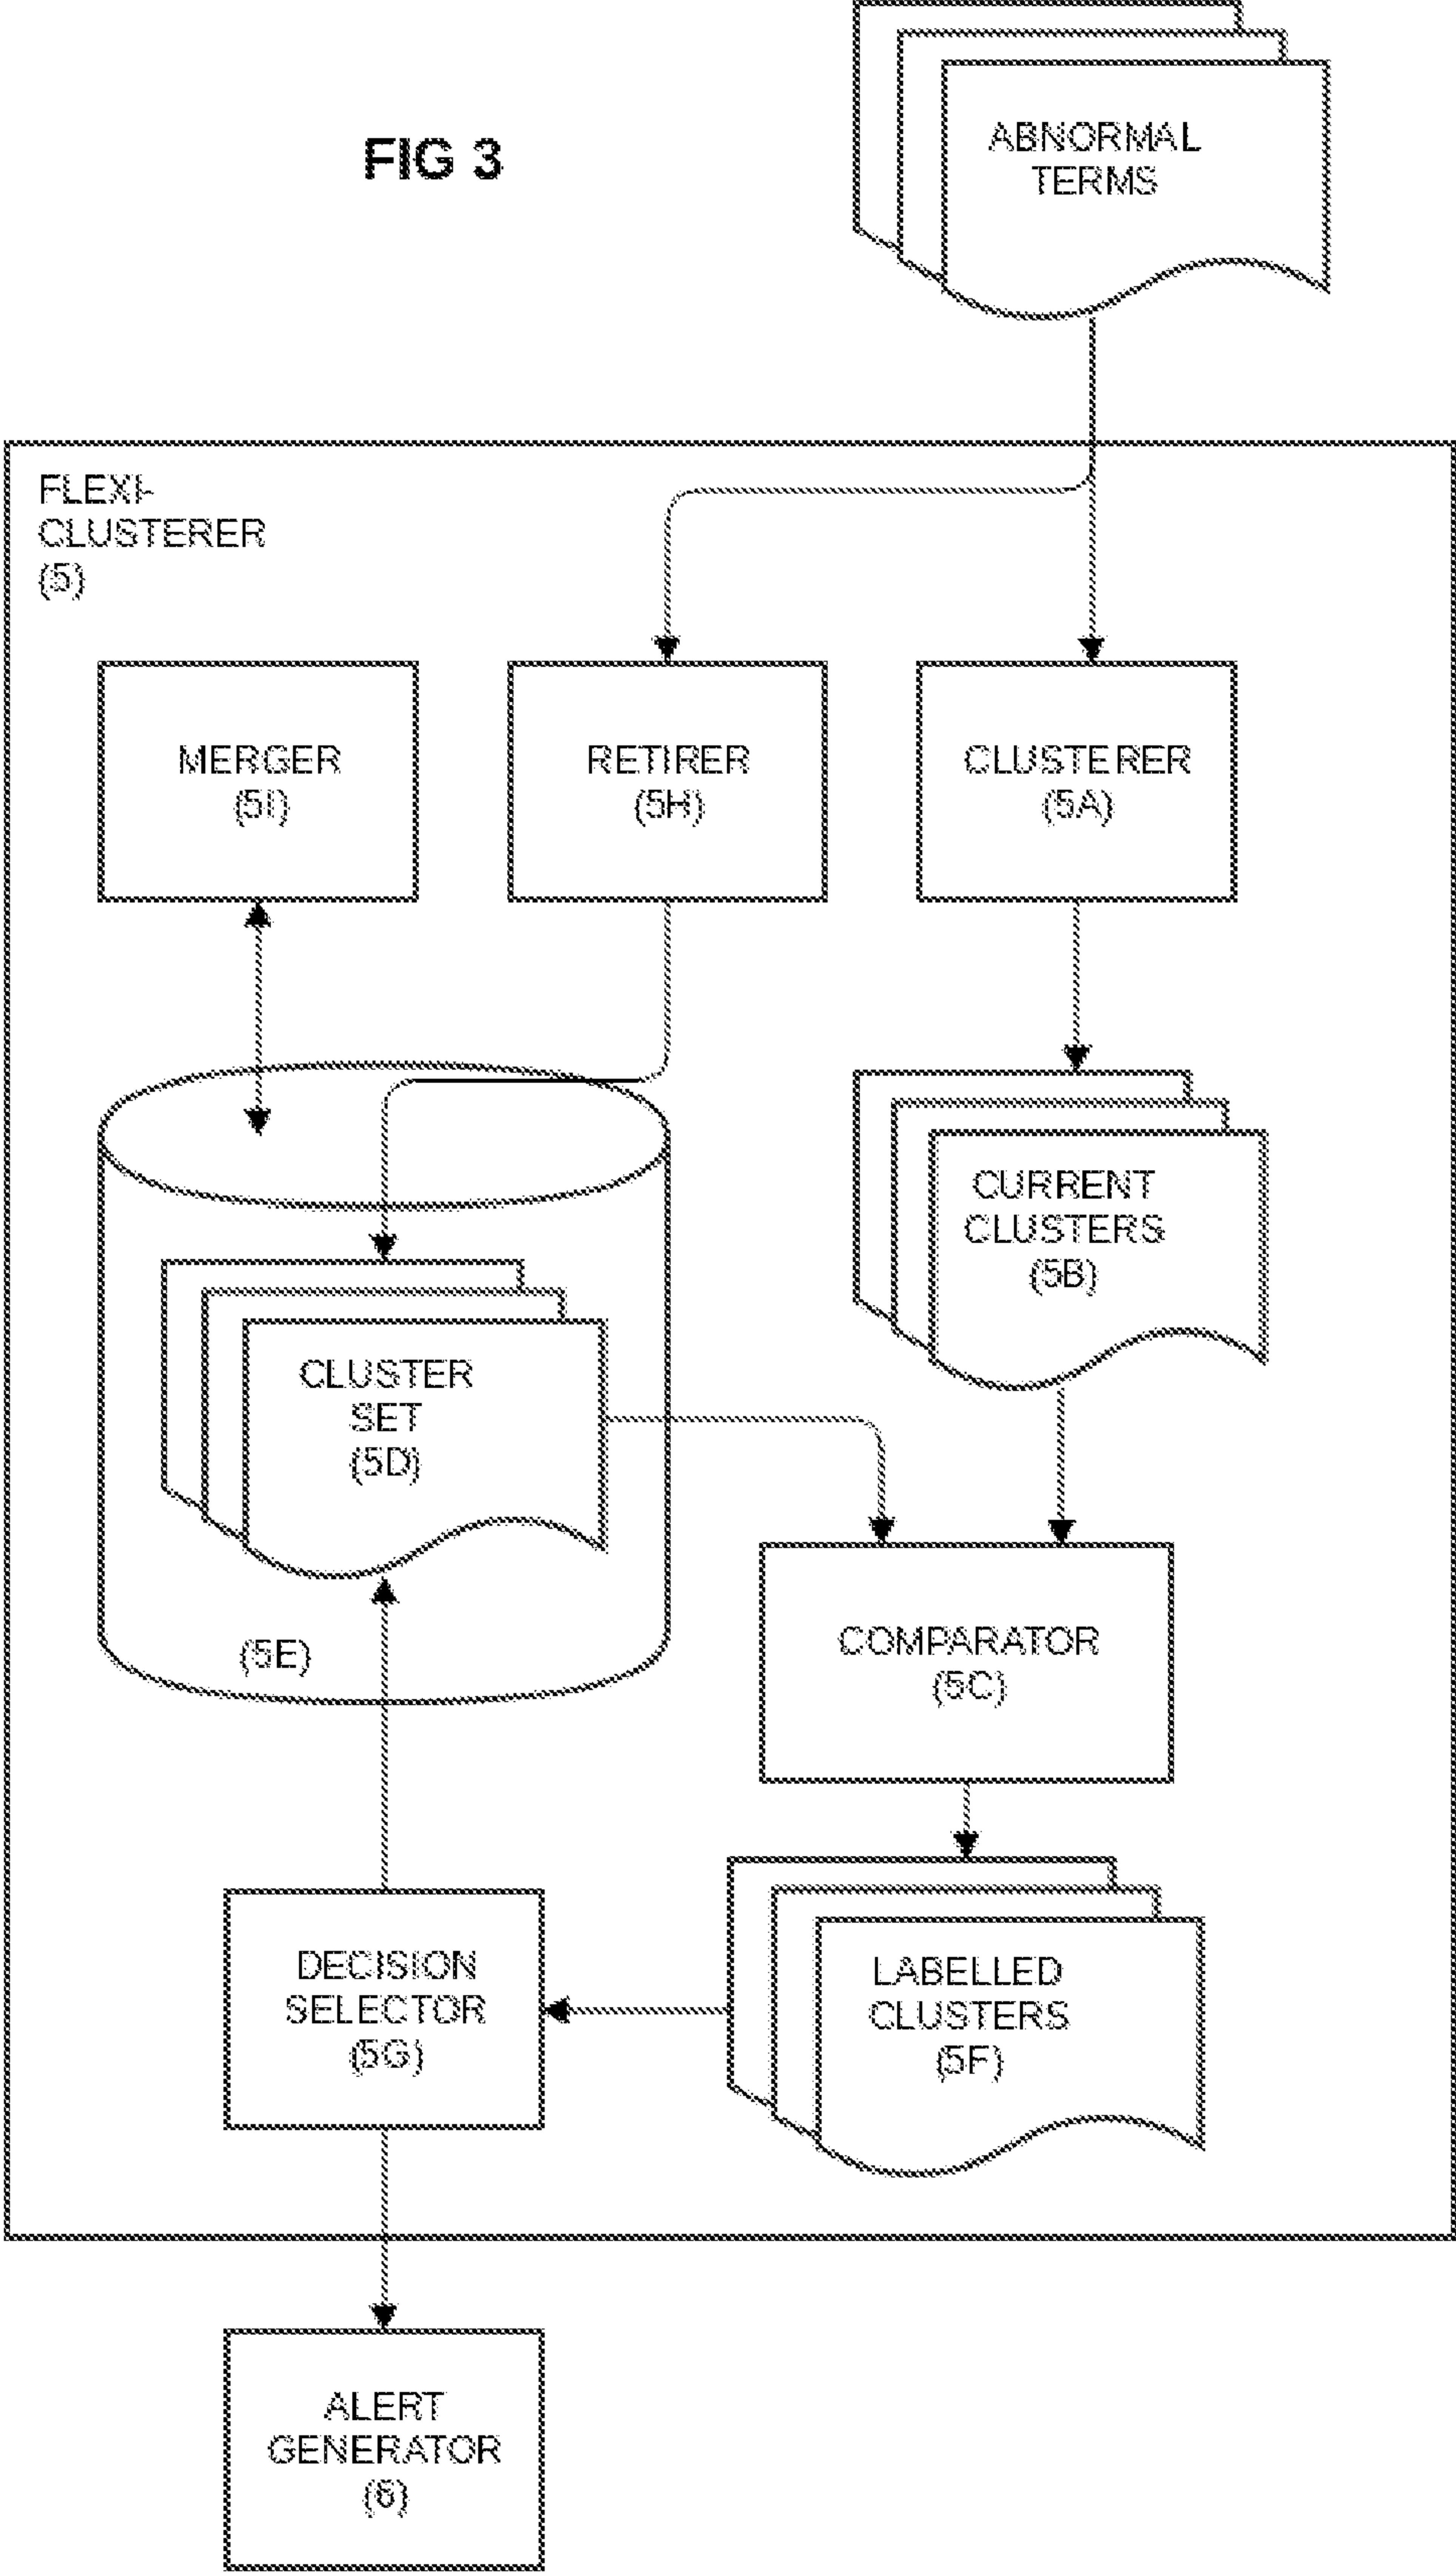 FIG 3
ABNORMAL
TERMS
FLEXI-
CLUSTERER
(5)
MERGER
(5I)
RETIRER
(5H)
CLUSTERER
(5A)
CURRENT
CLUSTERS
(5B)
CLUSTER
SET
(5D)
(5E)
COMPARATOR
(5C)
DECISION
SELECTOR
(5G)
LABELLED
CLUSTERS
(5F)
ALERT
GENERATOR
(6)